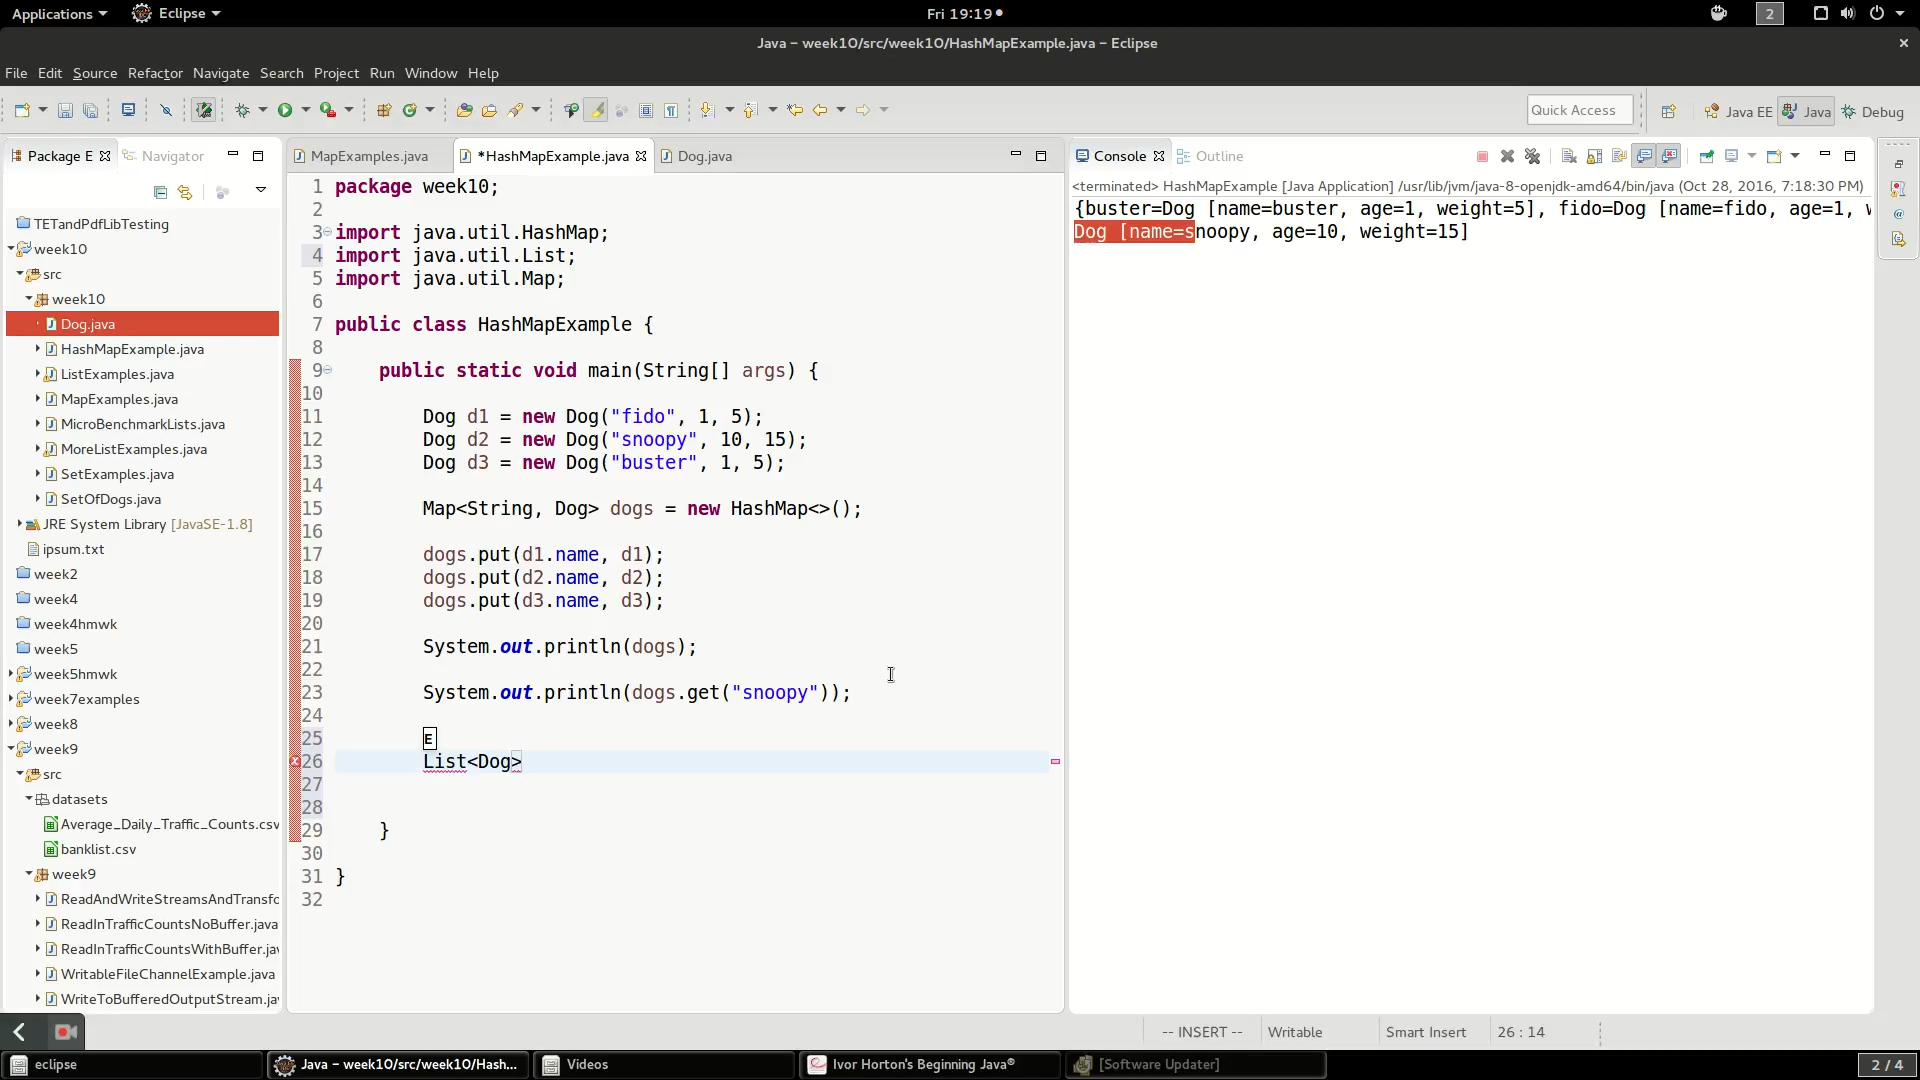 Applications Eclipse Fri 19:19 2
Java – week10/src/week10/HashMapExample.java – Eclipse
File Edit Source Refactor Navigate Search Project Run Window Help
Quick Access Java EE Java Debug
Package E Navigator
TETandPdfLibTesting
week10
src
week10
Dog.java
HashMapExample.java
ListExamples.java
MapExamples.java
MicroBenchmarkLists.java
MoreListExamples.java
SetExamples.java
SetOfDogs.java
JRE System Library [JavaSE-1.8]
ipsum.txt
week2
week4
week4hmwk
week5
week5hmwk
week7examples
week8
week9
src
datasets
Average_Daily_Traffic_Counts.csv
banklist.csv
week9
ReadAndWriteStreamsAndTransfo
ReadInTrafficCountsNoBuffer.java
ReadInTrafficCountsWithBuffer.jav
WritableFileChannelExample.java
WriteToBufferedOutputStream.jav
MapExamples.java *HashMapExample.java Dog.java
1 package week10;
2
3 import java.util.HashMap;
4 import java.util.List;
5 import java.util.Map;
6
7 public class HashMapExample {
8
9 public static void main(String[] args) {
10
11 Dog d1 = new Dog("fido", 1, 5);
12 Dog d2 = new Dog("snoopy", 10, 15);
13 Dog d3 = new Dog("buster", 1, 5);
14
15 Map<String, Dog> dogs = new HashMap<>();
16
17 dogs.put(d1.name, d1);
18 dogs.put(d2.name, d2);
19 dogs.put(d3.name, d3);
20
21 System.out.println(dogs);
22
23 System.out.println(dogs.get("snoopy"));
24
25 E
26 List<Dog>
27
28
29 }
30
31 }
32
Console Outline
<terminated> HashMapExample [Java Application] /usr/lib/jvm/java-8-openjdk-amd64/bin/java (Oct 28, 2016, 7:18:30 PM)
{buster=Dog [name=buster, age=1, weight=5], fido=Dog [name=fido, age=1, w
Dog [name=snoopy, age=10, weight=15]
-- INSERT -- Writable Smart Insert 26 : 14
eclipse Java – week10/src/week10/Hash... Videos Ivor Horton's Beginning Java® [Software Updater] 2 / 4